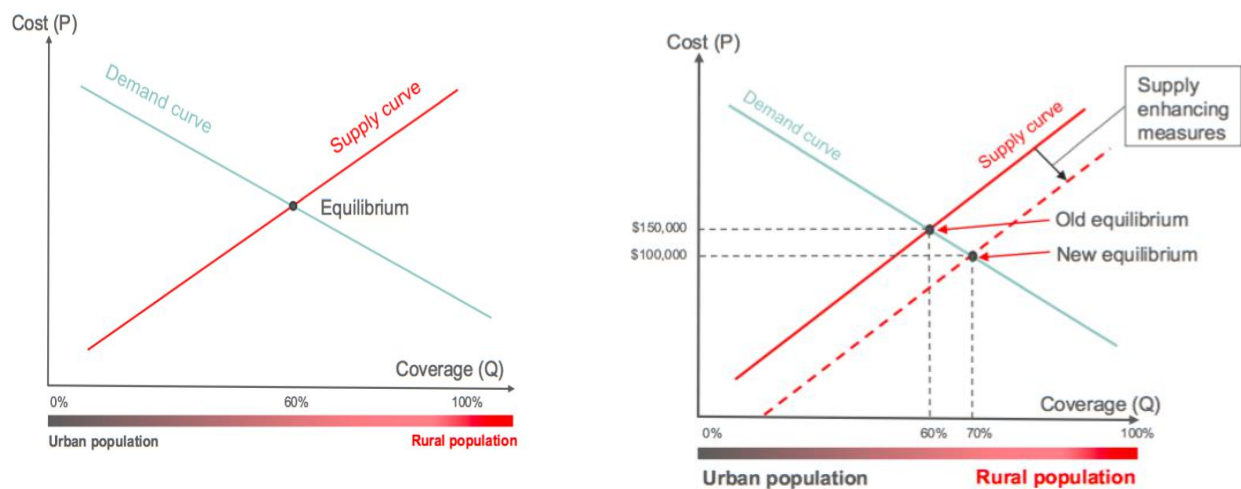 Cost (P)
Demand curve
Supply curve
Equilibrium
Coverage (Q)
0%
60%
100%
Urban population
Rural population
Cost (P)
Demand curve
Supply curve
Supply
enhancing
measures
$150,000
Old equilibrium
$100,000
New equilibrium
Coverage (Q)
0%
60%
70%
100%
Urban population
Rural population